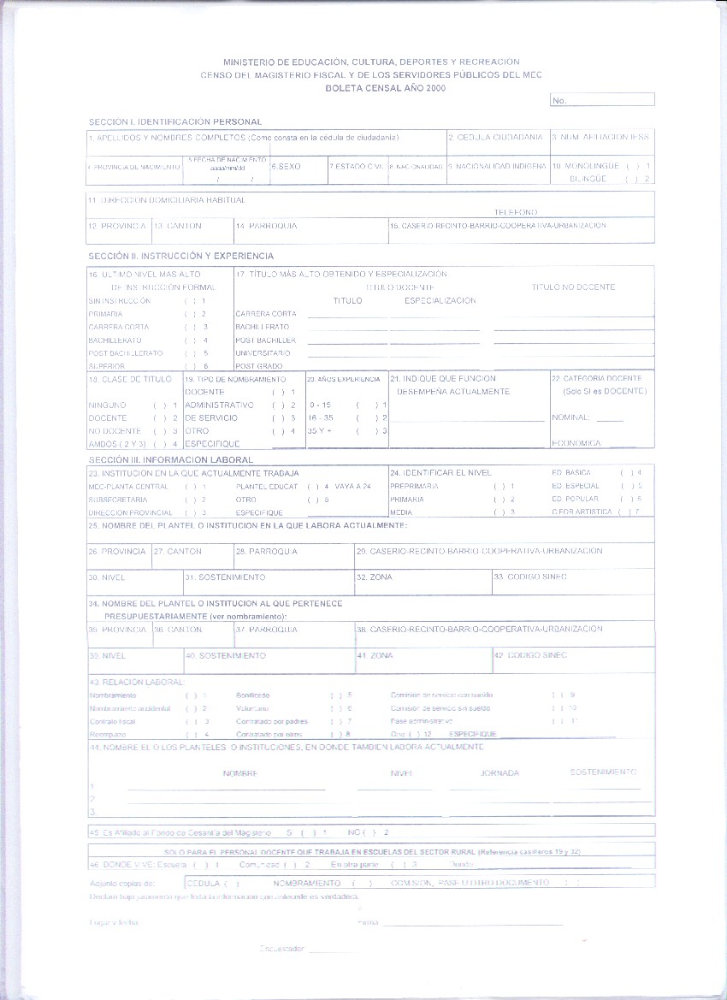 MINISTERIO DE EDUCACIÓN, CULTURA, DEPORTES Y RECREACIÓN
CENSO DEL MAGISTERIO FISCAL Y DE LOS SERVIDORES PÚBLICOS DEL MEC
BOLETA CENSAL AÑO 2000
No.
SECCIÓN I. IDENTIFICACIÓN PERSONAL
1. APELLIDOS Y NOMBRES COMPLETOS (Como consta en la cédula de ciudadanía) 2. CEDULA CIUDADANIA 3. NUM. AFILIACION IESS
4. PROVINCIA DE NACIMIENTO 5. FECHA DE NACIMIENTO 6. SEXO 7. ESTADO CIVIL 8. NACIONALIDAD 9. NACIONALIDAD INDIGENA 10. MONOLINGÜE ( ) 1
aaaa/mm/dd
/ / BILINGÜE ( ) 2
11. DIRECCION DOMICILIARIA HABITUAL
TELEFONO
12. PROVINCIA 13. CANTON 14. PARROQUIA 15. CASERIO-RECINTO-BARRIO-COOPERATIVA-URBANIZACIÓN
SECCIÓN II. INSTRUCCIÓN Y EXPERIENCIA
16. ULTIMO NIVEL MAS ALTO 17. TÍTULO MÁS ALTO OBTENIDO Y ESPECIALIZACIÓN
DE INSTRUCCIÓN FORMAL TITULO DOCENTE TITULO NO DOCENTE
SIN INSTRUCCIÓN ( ) 1 TITULO ESPECIALIZACION
PRIMARIA ( ) 2 CARRERA CORTA
CARRERA CORTA ( ) 3 BACHILLERATO
BACHILLERATO ( ) 4 POST BACHILLER
POST BACHILLERATO ( ) 5 UNIVERSITARIO
SUPERIOR ( ) 6 POST GRADO
18. CLASE DE TITULO 19. TIPO DE NOMBRAMIENTO 20. AÑOS EXPERIENCIA 21. INDIQUE QUE FUNCION 22. CATEGORIA DOCENTE
DOCENTE ( ) 1 DESEMPEÑA ACTUALMENTE (Solo SI es DOCENTE)
NINGUNO ( ) 1 ADMINISTRATIVO ( ) 2 0 - 15 ( ) 1
DOCENTE ( ) 2 DE SERVICIO ( ) 3 16 - 35 ( ) 2 NOMINAL:
NO DOCENTE ( ) 3 OTRO ( ) 4 35 Y + ( ) 3
AMBOS ( 2 Y 3) ( ) 4 ESPECIFIQUE ECONOMICA:
SECCIÓN III. INFORMACION LABORAL
23. INSTITUCION EN LA QUE ACTUALMENTE TRABAJA 24. IDENTIFICAR EL NIVEL ED. BASICA ( ) 4
MEC-PLANTA CENTRAL ( ) 1 PLANTEL EDUCAT ( ) 4 VAYA A 24 PREPRIMARIA ( ) 1 ED. ESPECIAL ( ) 5
SUBSECRETARIA ( ) 2 OTRO ( ) 5 PRIMARIA ( ) 2 ED. POPULAR ( ) 6
DIRECCION PROVINCIAL ( ) 3 ESPECIFIQUE MEDIA ( ) 3 C.FOR ARTISTICA ( ) 7
25. NOMBRE DEL PLANTEL O INSTITUCION EN LA QUE LABORA ACTUALMENTE:
26. PROVINCIA 27. CANTON 28. PARROQUIA 29. CASERIO-RECINTO-BARRIO-COOPERATIVA-URBANIZACIÓN
30. NIVEL 31. SOSTENIMIENTO 32. ZONA 33. CODIGO SINEC
34. NOMBRE DEL PLANTEL O INSTITUCION AL QUE PERTENECE
PRESUPUESTARIAMENTE (ver nombramiento):
35. PROVINCIA 36. CANTON 37. PARROQUIA 38. CASERIO-RECINTO-BARRIO-COOPERATIVA-URBANIZACIÓN
39. NIVEL 40. SOSTENIMIENTO 41. ZONA 42. CODIGO SINEC
43. RELACIÓN LABORAL:
Nombramiento ( ) 1 Bonificado ( ) 5 Comisión de servicio con sueldo ( ) 9
Nombramiento accidental ( ) 2 Voluntario ( ) 6 Comisión de servicio sin sueldo ( ) 10
Contrato fiscal ( ) 3 Contratado por padres ( ) 7 Pase administrativo ( ) 11
Reemplazo ( ) 4 Contratado por otros ( ) 8 Otro ( ) 12 ESPECIFIQUE
44. NOMBRE EL O LOS PLANTELES O INSTITUCIONES, EN DONDE TAMBIEN LABORA ACTUALMENTE
NOMBRE NIVEL JORNADA SOSTENIMIENTO
1
2
3.
45 Es Afiliado al Fondo de Cesantía del Magisterio SI ( ) 1 NO ( ) 2
SOLO PARA EL PERSONAL DOCENTE QUE TRABAJA EN ESCUELAS DEL SECTOR RURAL (Referencia casilleros 19 y 32)
46. DONDE VIVE: Escuela ( ) 1 Comunidad ( ) 2 En otra parte ( ) 3 Donde
Adjunto copias de: CEDULA ( ) NOMBRAMIENTO ( ) COMISION, PASE U OTRO DOCUMENTO ( )
Declaro bajo juramento que toda la información que antecede es verdadera.
Lugar y fecha Firma:
Encuestador